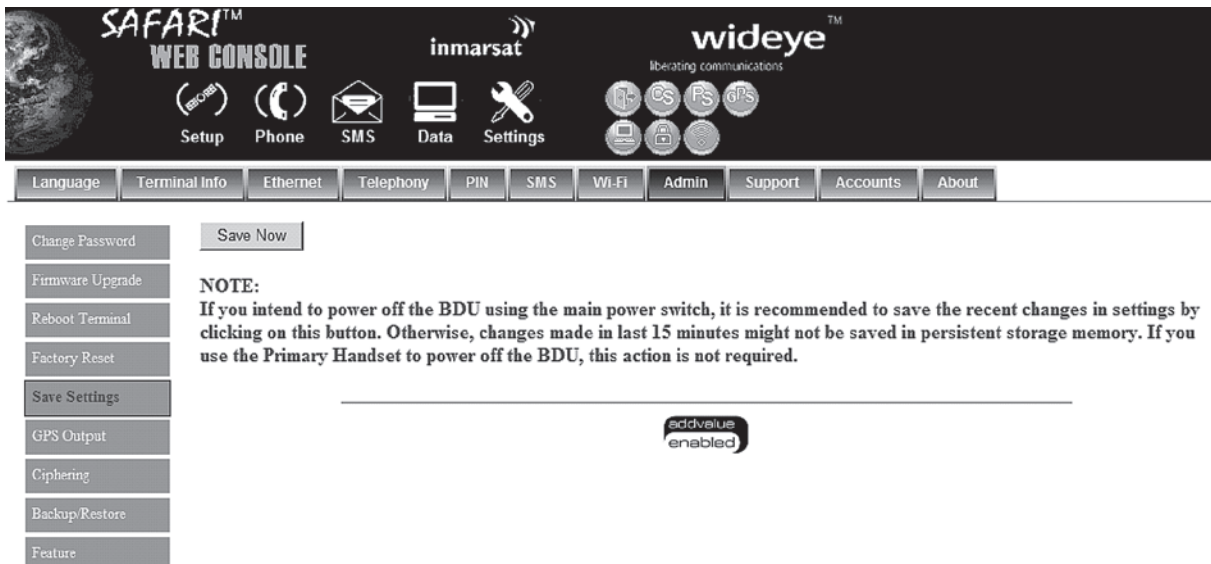 SAFARI™
WEB CONSOLE
inmarsat
wideye™
liberating communications
Setup Phone SMS Data Settings
CS PS GPS
Language Terminal Info Ethernet Telephony PIN SMS Wi-Fi Admin Support Accounts About
Change Password
Firmware Upgrade
Reboot Terminal
Factory Reset
Save Settings
GPS Output
Ciphering
Backup/Restore
Feature
Save Now
NOTE:
If you intend to power off the BDU using the main power switch, it is recommended to save the recent changes in settings by
clicking on this button. Otherwise, changes made in last 15 minutes might not be saved in persistent storage memory. If you
use the Primary Handset to power off the BDU, this action is not required.
addvalue
enabled